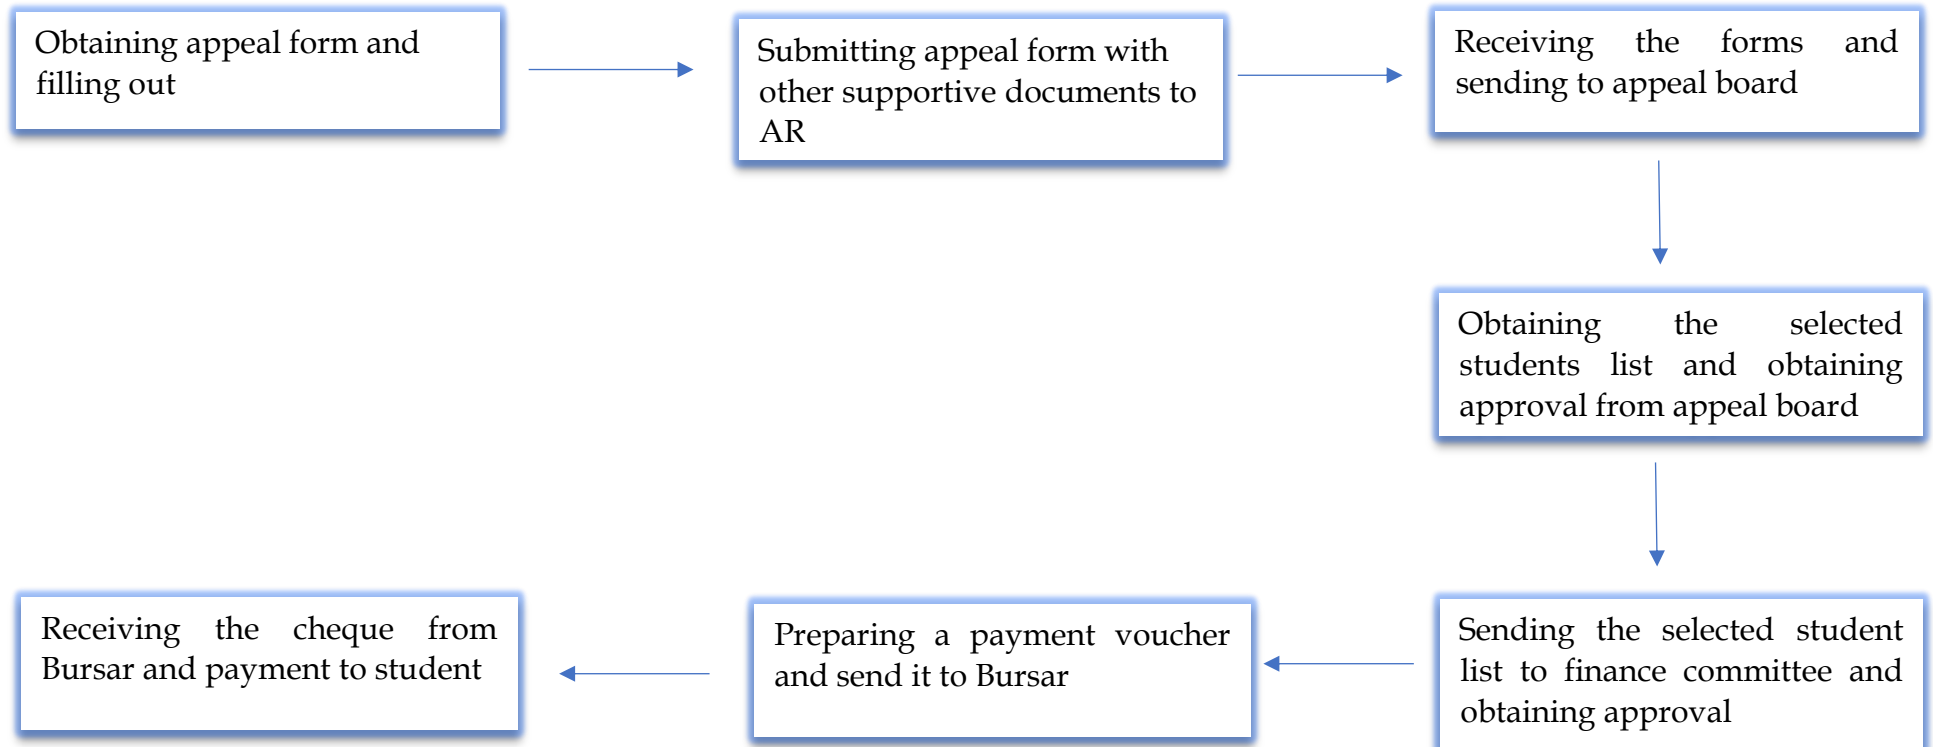 Obtaining appeal form and
filling out
Submitting appeal form with
other supportive documents to
AR
Receiving the forms and
sending to appeal board
Obtaining the selected
students list and obtaining
approval from appeal board
Sending the selected student
list to finance committee and
obtaining approval
Preparing a payment voucher
and send it to Bursar
Receiving the cheque from
Bursar and payment to student